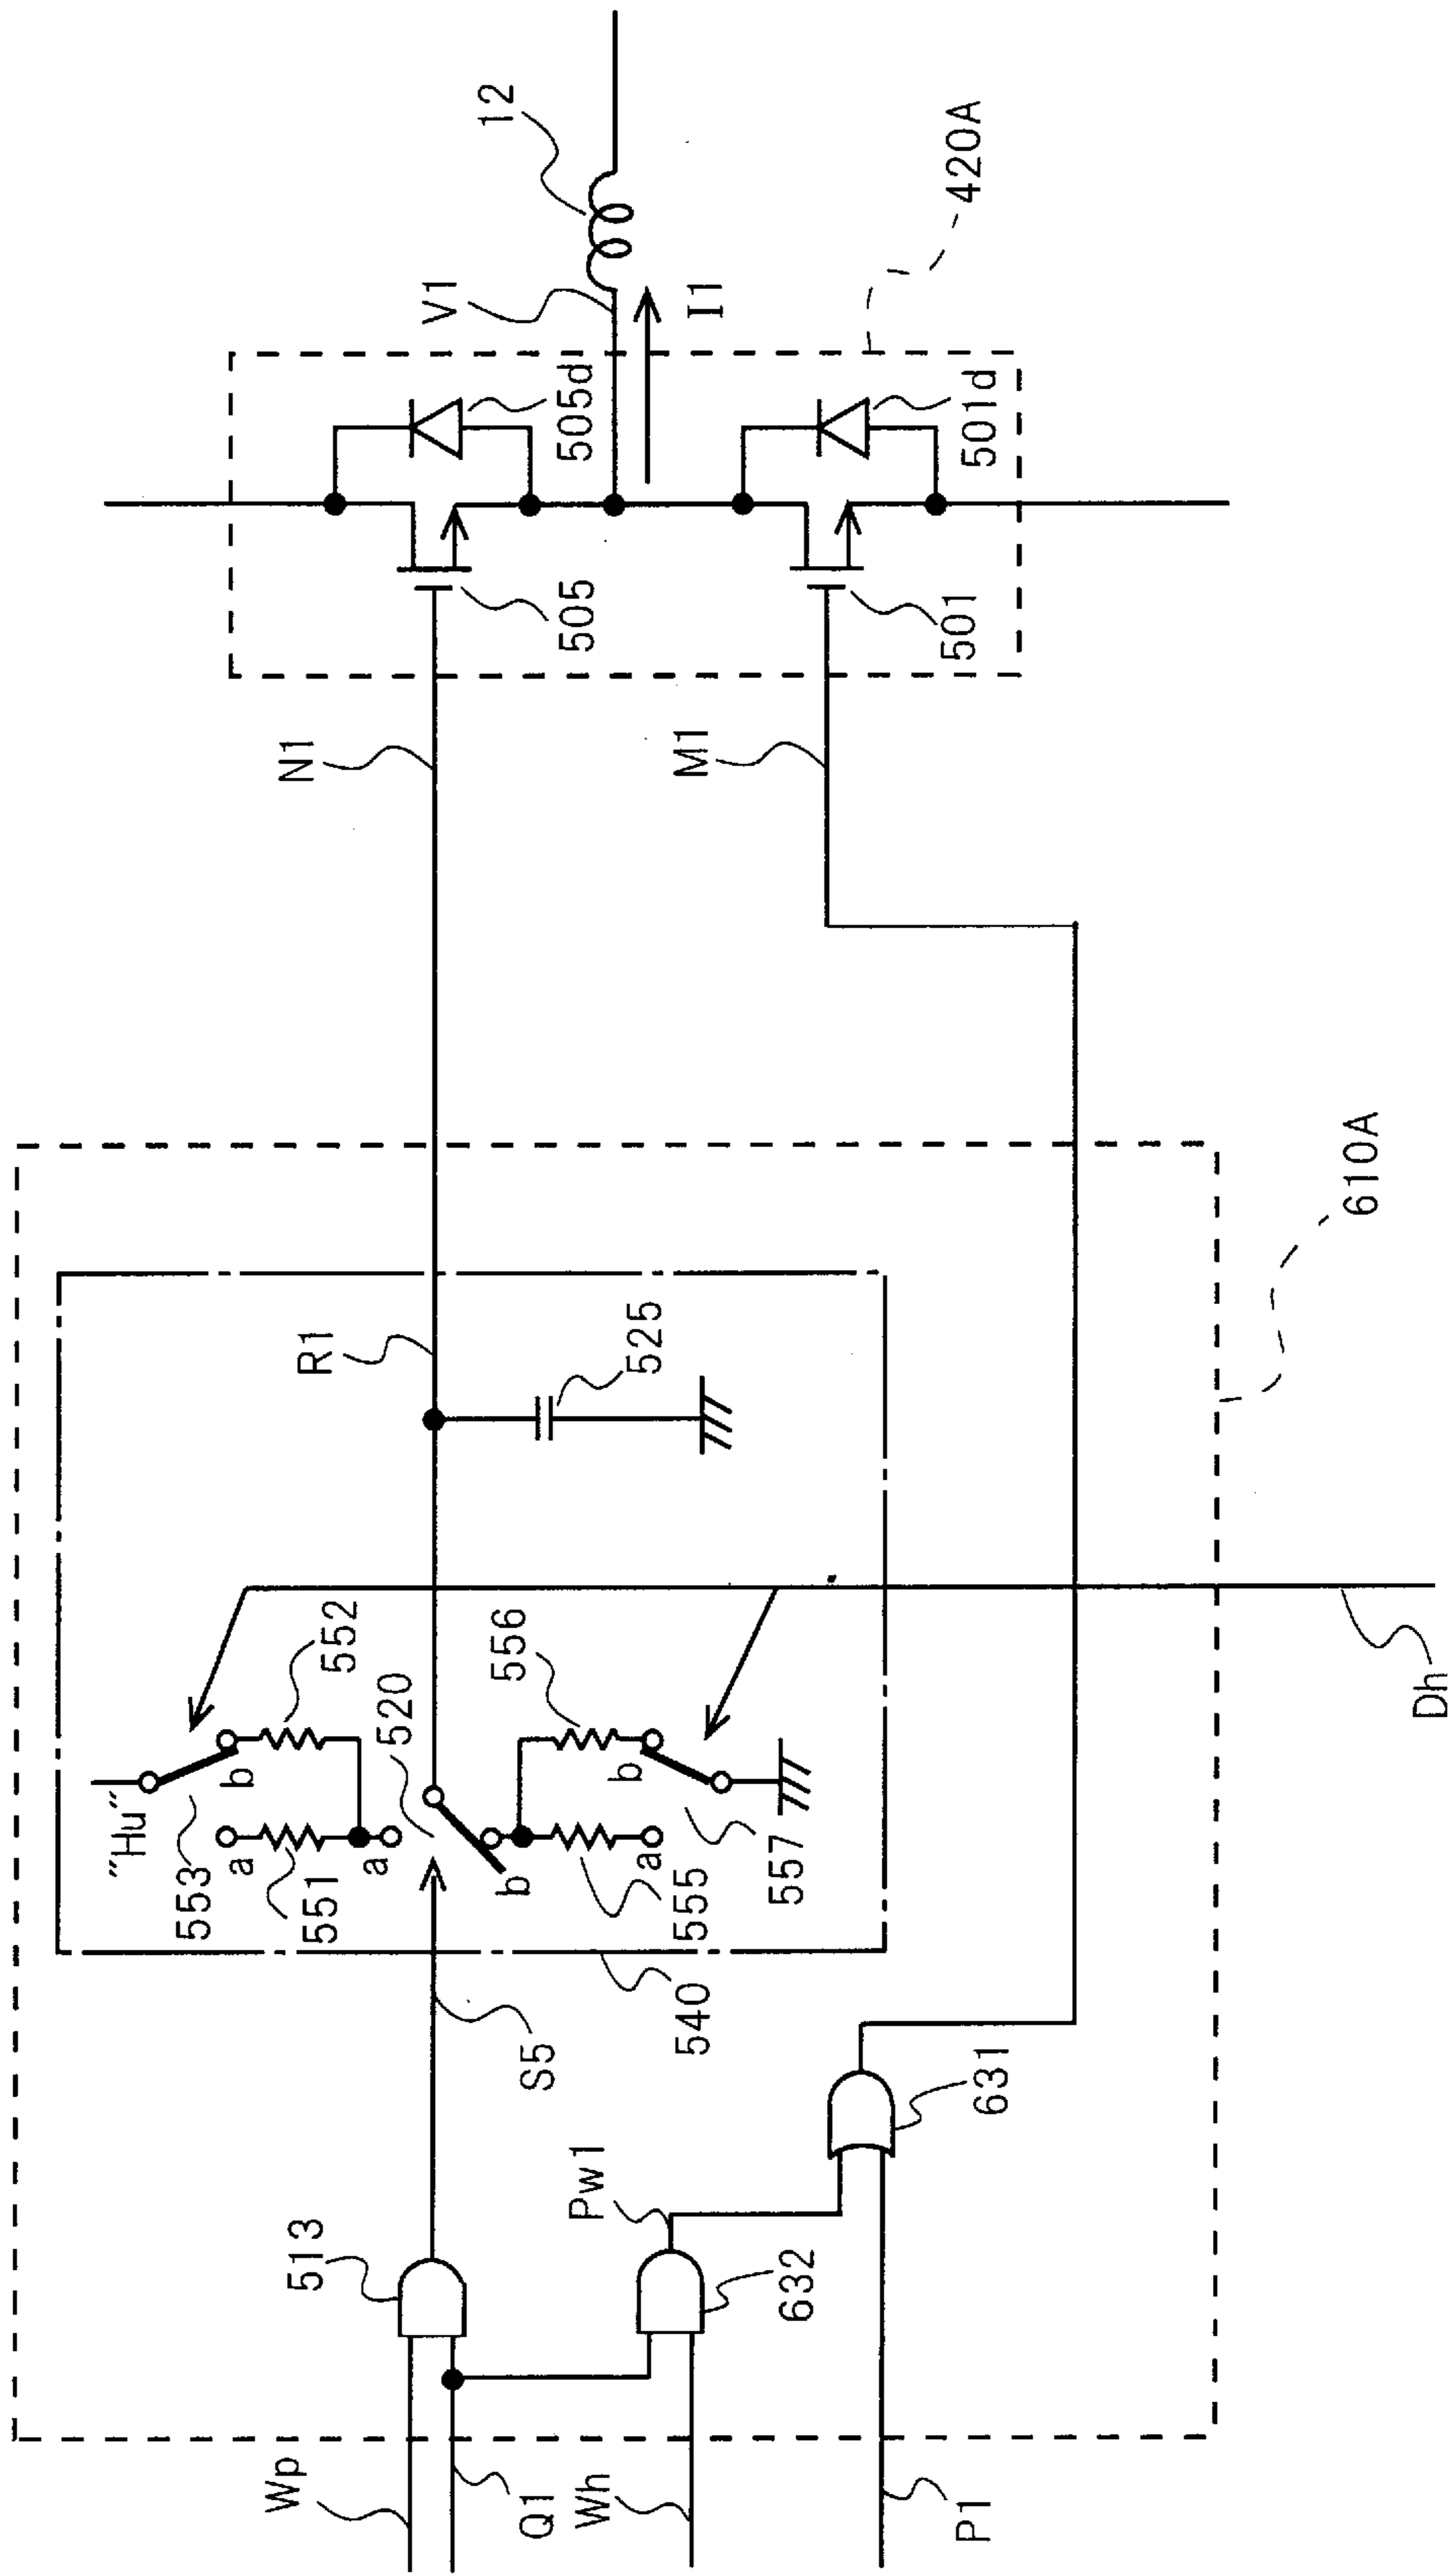 12
V1
I1
420A
505d
501d
505
501
N1
M1
610A
R1
525
552
556
520
"Hu"
b
b
Dh
553
a
551
a
b
555
a
557
540
S5
513
Pw1
632
631
Wp
Q1
Wh
P1